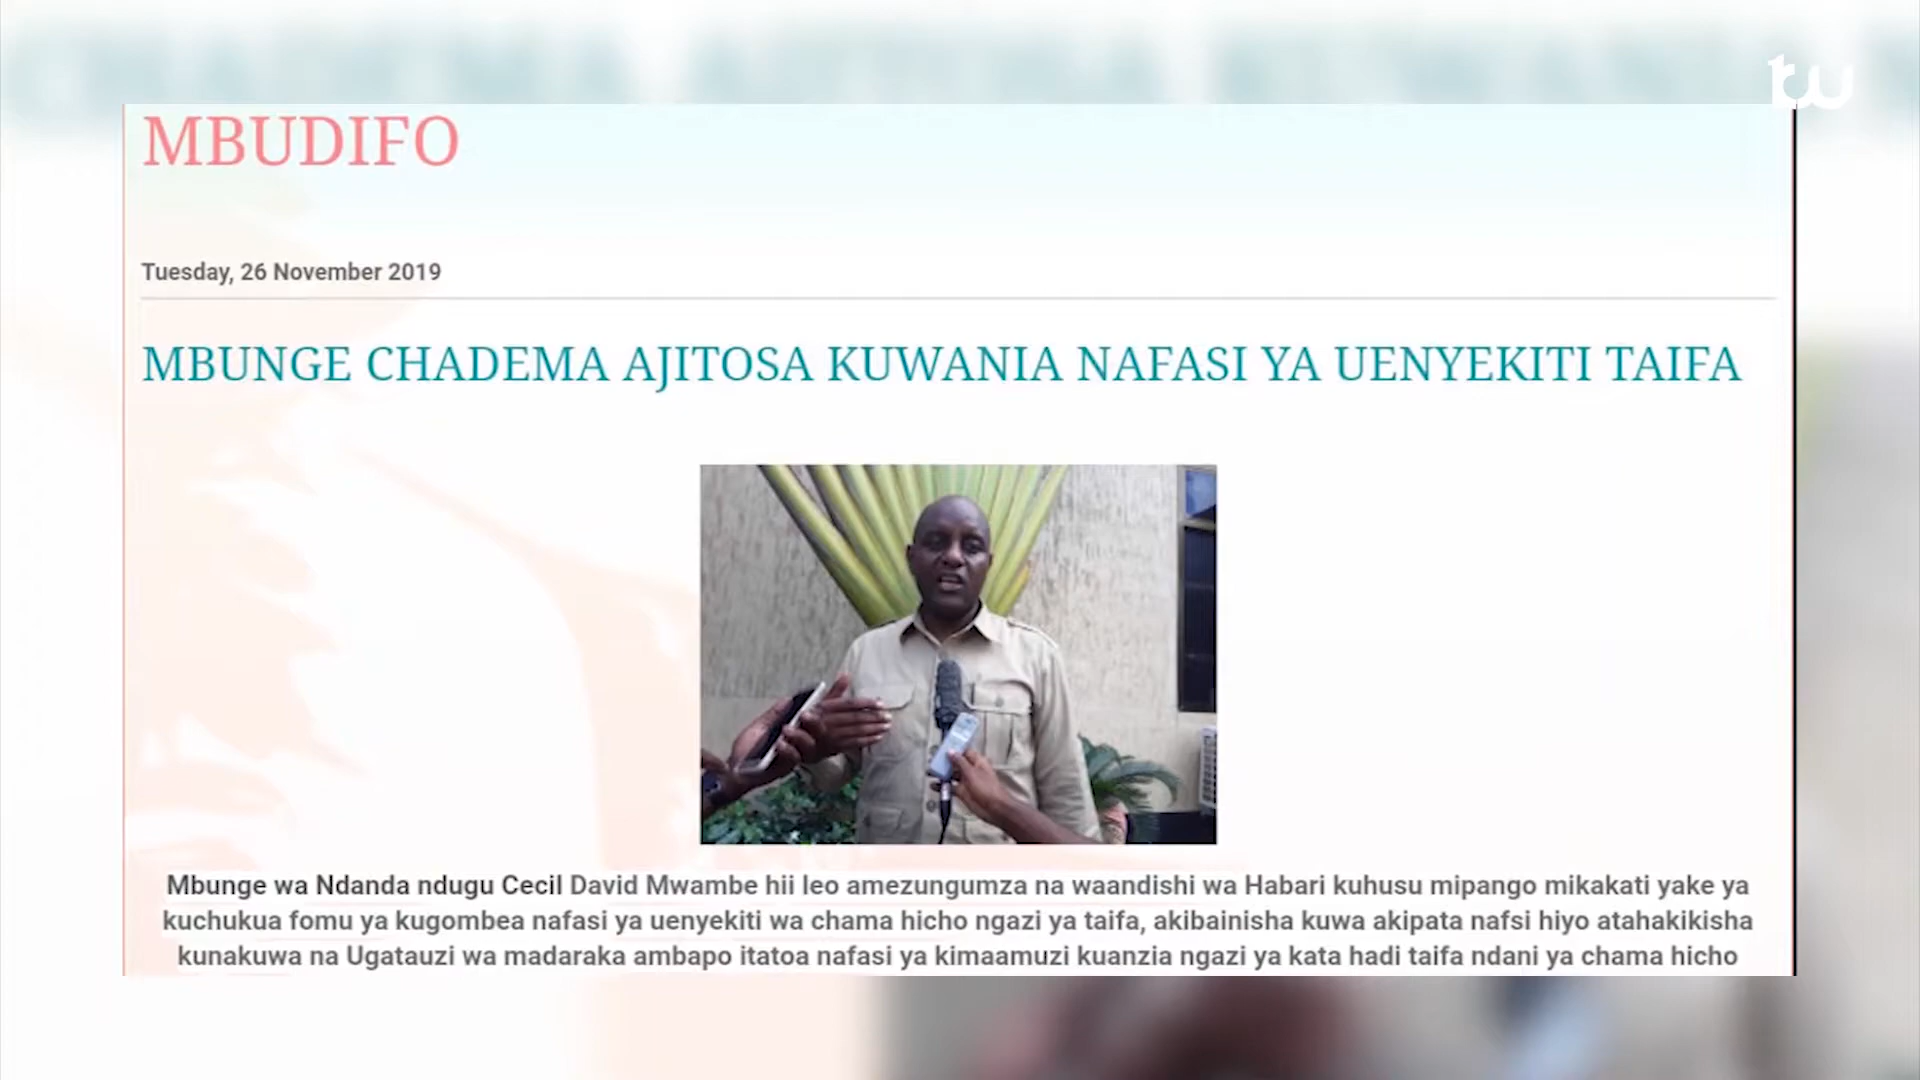 tw
MBUDIFO
Tuesday, 26 November 2019
MBUNGE CHADEMA AJITOSA KUWANIA NAFASI YA UENYEKITI TAIFA
Mbunge wa Ndanda ndugu Cecil David Mwambe hii leo amezungumza na waandishi wa Habari kuhusu mipango mikakati yake ya
kuchukua fomu ya kugombea nafasi ya uenyekiti wa chama hicho ngazi ya taifa, akibainisha kuwa akipata nafsi hiyo atahakikisha
kunakuwa na Ugatauzi wa madaraka ambapo itatoa nafasi ya kimaamuzi kuanzia ngazi ya kata hadi taifa ndani ya chama hicho